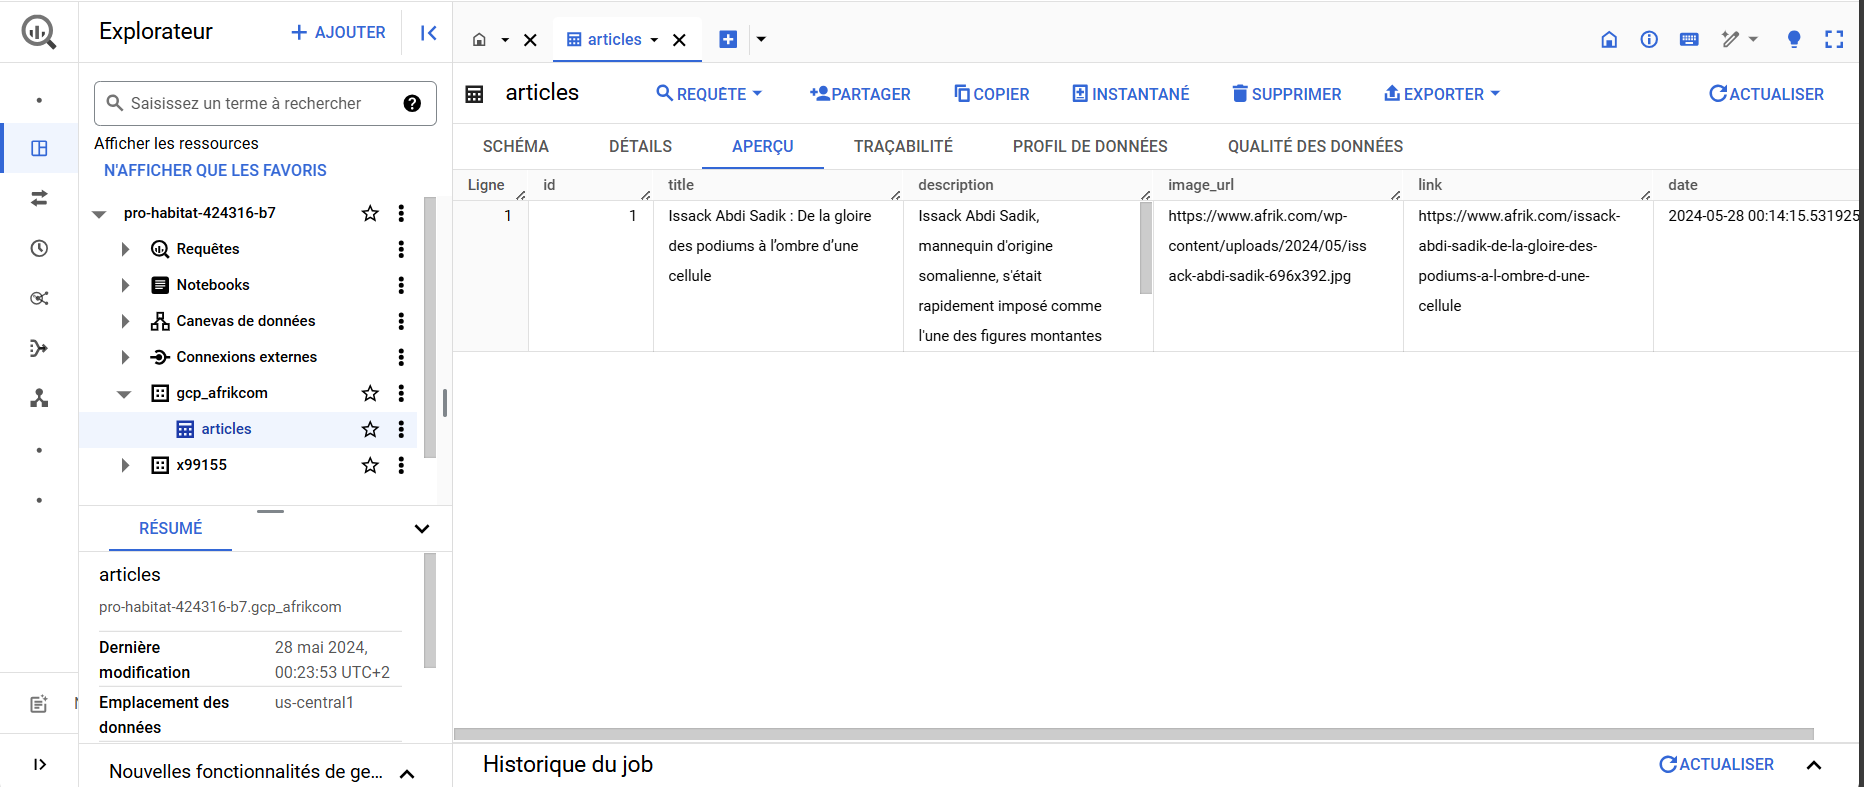 Explorateur
AJOUTER
articles
Saisissez un terme à rechercher
Afficher les ressources
N'AFFICHER QUE LES FAVORIS
pro-habitat-424316-b7
Requêtes
Notebooks
Canevas de données
Connexions externes
gcp_afrikcom
articles
x99155
RÉSUMÉ
articles
pro-habitat-424316-b7.gcp_afrikcom
Dernière modification 28 mai 2024, 00:23:53 UTC+2
Emplacement des données us-central1
Nouvelles fonctionnalités de ge...
articles
REQUÊTE PARTAGER COPIER INSTANTANÉ SUPPRIMER EXPORTER ACTUALISER
SCHÉMA DÉTAILS APERÇU TRAÇABILITÉ PROFIL DE DONNÉES QUALITÉ DES DONNÉES
Ligne id title description image_url link date
1 1
Issack Abdi Sadik : De la gloire
des podiums à l’ombre d’une
cellule
Issack Abdi Sadik,
mannequin d'origine
somalienne, s'était
rapidement imposé comme
l'une des figures montantes
https://www.afrik.com/wp-
content/uploads/2024/05/iss
ack-abdi-sadik-696x392.jpg
https://www.afrik.com/issack-
abdi-sadik-de-la-gloire-des-
podiums-a-l-ombre-d-une-
cellule
2024-05-28 00:14:15.531925
Historique du job
ACTUALISER